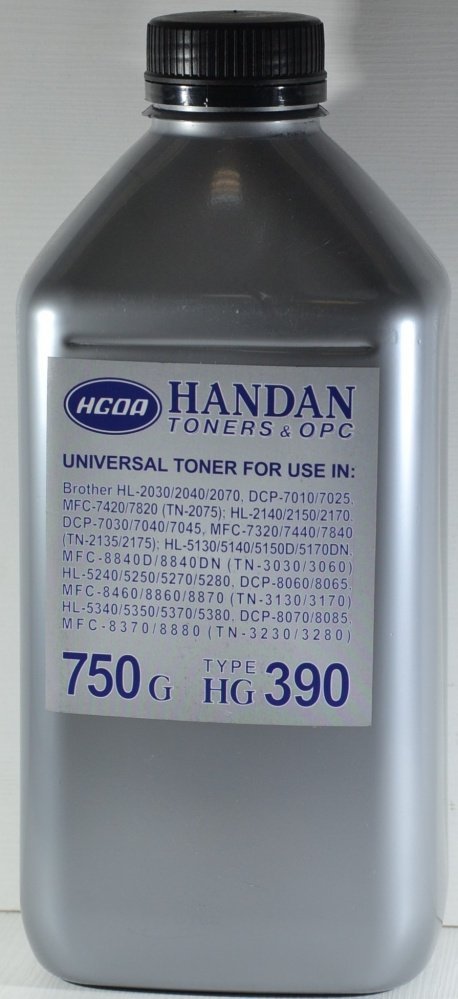 HGOA HANDAN
TONERS & OPC
UNIVERSAL TONER FOR USE IN:
Brother HL-2030/2040/2070, DCP-7010/7025,
MFC-7420/7820 (TN-2075); HL-2140/2150/2170,
DCP-7030/7040/7045, MFC-7320/7440/7840
(TN-2135/2175); HL-5130/5140/5150D/5170DN,
MFC-8840D/8840DN (TN-3030/3060)
HL-5240/5250/5270/5280, DCP-8060/8065,
MFC-8460/8860/8870 (TN-3130/3170)
HL-5340/5350/5370/5380, DCP-8070/8085,
MFC-8370/8880 (TN-3230/3280)
750 G TYPE HG 390